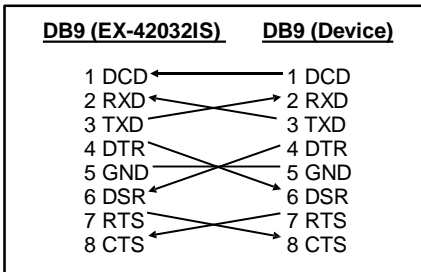 DB9 (EX-42032IS) DB9 (Device)
1 DCD 1 DCD
2 RXD 2 RXD
3 TXD 3 TXD
4 DTR 4 DTR
5 GND 5 GND
6 DSR 6 DSR
7 RTS 7 RTS
8 CTS 8 CTS